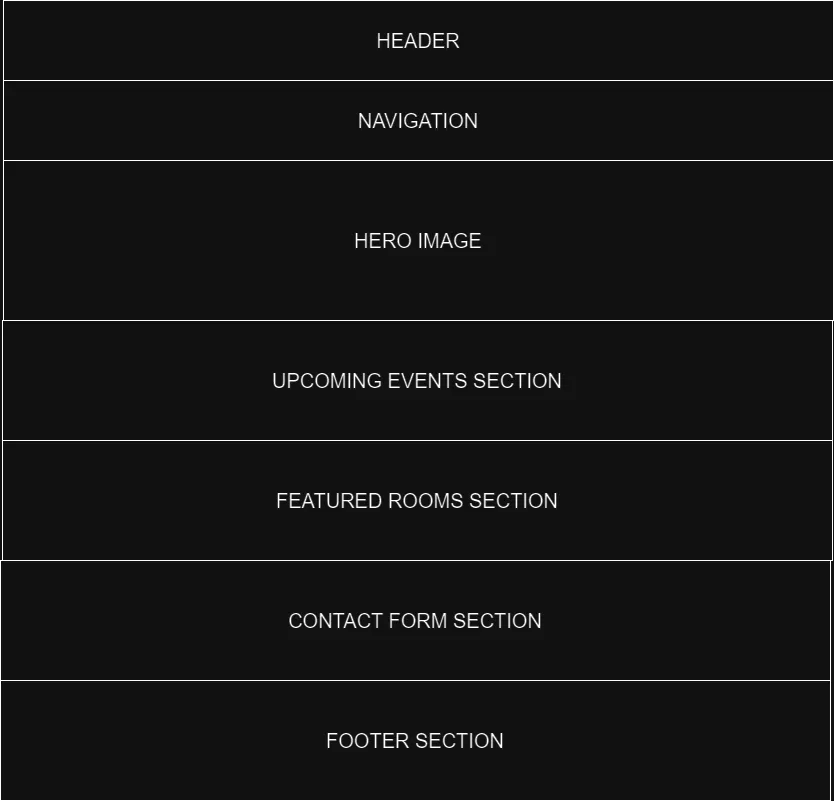 HEADER
NAVIGATION
HERO IMAGE
UPCOMING EVENTS SECTION
FEATURED ROOMS SECTION
CONTACT FORM SECTION
FOOTER SECTION